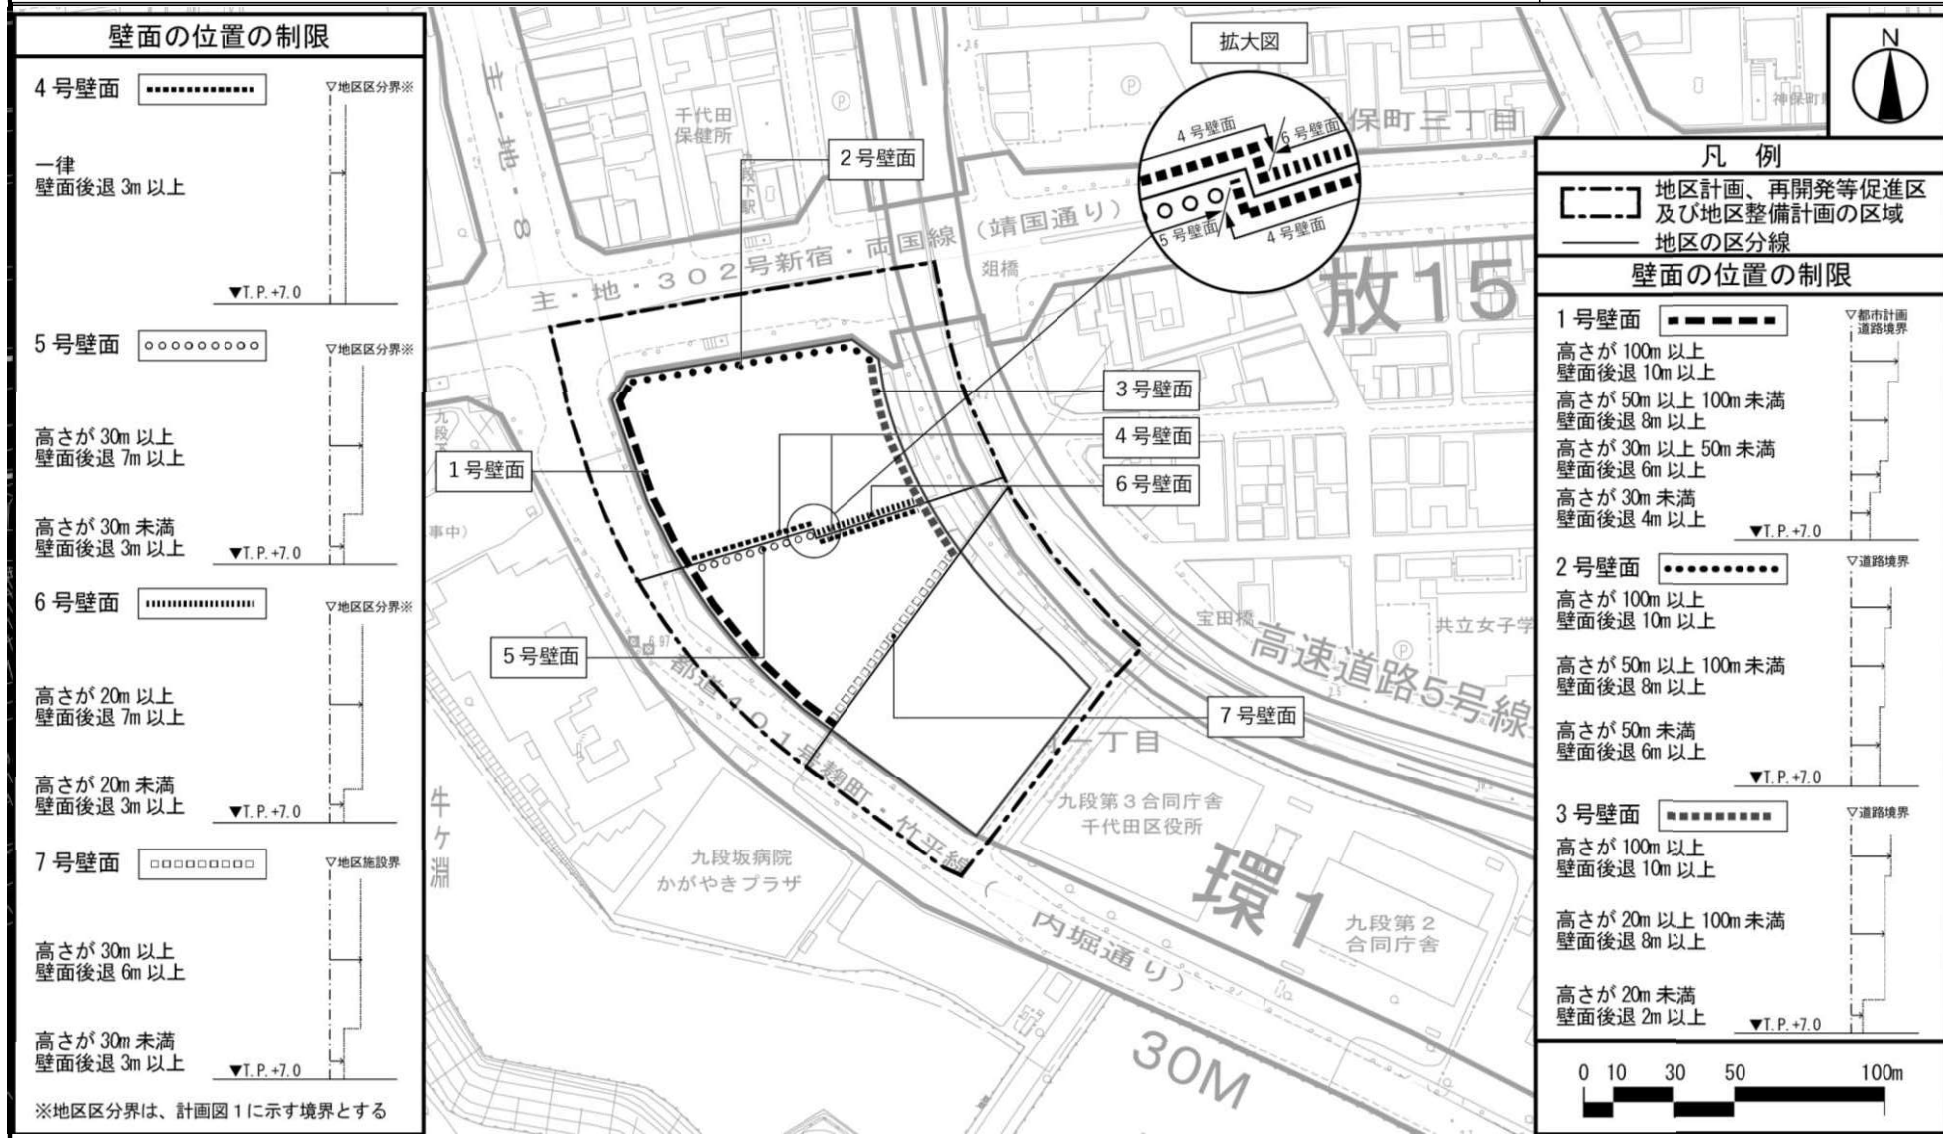 壁面の位置の制限
4号壁面
▽地区区分界※
一律
壁面後退 3m 以上
▼T.P.+7.0
5号壁面
▽地区区分界※
高さが 30m 以上
壁面後退 7m 以上
高さが 30m 未満
壁面後退 3m 以上
▼T.P.+7.0
6号壁面
▽地区区分界※
高さが 20m 以上
壁面後退 7m 以上
高さが 20m 未満
壁面後退 3m 以上
▼T.P.+7.0
7号壁面
▽地区施設界
高さが 30m 以上
壁面後退 6m 以上
高さが 30m 未満
壁面後退 3m 以上
▼T.P.+7.0
※地区区分界は、計画図1に示す境界とする
主・地・8
千代田
保健所
九段下駅
P
2号壁面
主・地・302号新宿・両国線（靖国通り）
俎橋
拡大図
4号壁面
6号壁面
5号壁面
4号壁面
保町三丁目
神保町
P
放15
3号壁面
4号壁面
6号壁面
1号壁面
5号壁面
7号壁面
事中）
宝田橋
共立女子学
P
高速道路5号線
都道401号麹町・竹平線
（内堀通り）
一丁目
九段第3合同庁舎
千代田区役所
九段坂病院
かがやきプラザ
牛ケ淵
環1
九段第2
合同庁舎
30M
N
凡 例
地区計画、再開発等促進区
及び地区整備計画の区域
地区の区分線
壁面の位置の制限
1号壁面
▽都市計画
道路境界
高さが 100m 以上
壁面後退 10m 以上
高さが 50m 以上 100m 未満
壁面後退 8m 以上
高さが 30m 以上 50m 未満
壁面後退 6m 以上
高さが 30m 未満
壁面後退 4m 以上
▼T.P.+7.0
2号壁面
▽道路境界
高さが 100m 以上
壁面後退 10m 以上
高さが 50m 以上 100m 未満
壁面後退 8m 以上
高さが 50m 未満
壁面後退 6m 以上
▼T.P.+7.0
3号壁面
▽道路境界
高さが 100m 以上
壁面後退 10m 以上
高さが 20m 以上 100m 未満
壁面後退 8m 以上
高さが 20m 未満
壁面後退 2m 以上
▼T.P.+7.0
0 10 30 50 100m